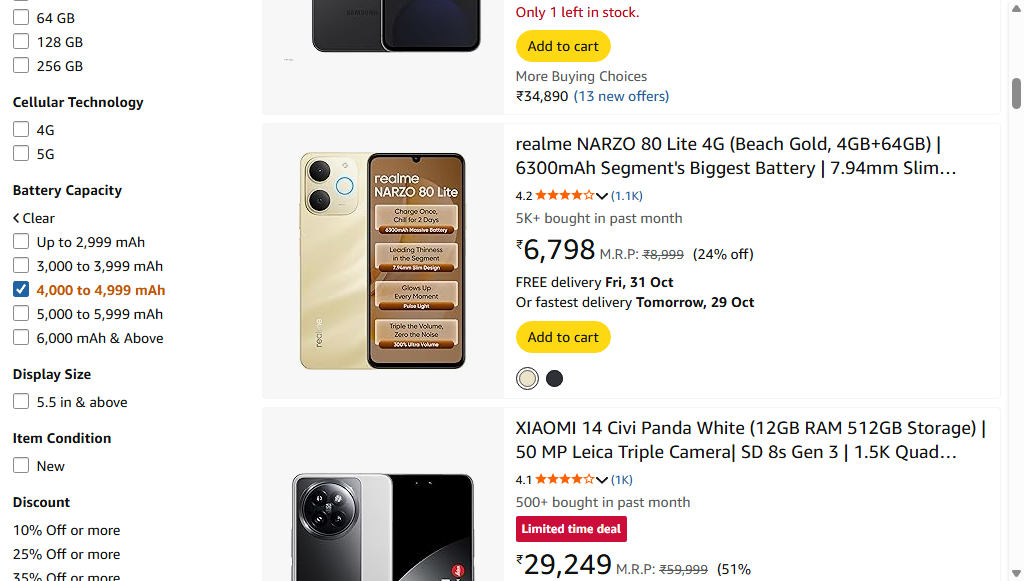 64 GB
128 GB
256 GB
Cellular Technology
4G
5G
Battery Capacity
Clear
Up to 2,999 mAh
3,000 to 3,999 mAh
4,000 to 4,999 mAh
5,000 to 5,999 mAh
6,000 mAh & Above
Display Size
5.5 in & above
Item Condition
New
Discount
10% Off or more
25% Off or more
35% Off or more
SAMSUNG
Only 1 left in stock.
Add to cart
More Buying Choices
₹34,890 (13 new offers)
realme
NARZO 80 Lite
Charge Once,
Chill for 2 Days
6300mAh Massive Battery
Leading Thinness
in the Segment
7.94mm Slim Design
Glows Up
Every Moment
Pulse Light
Triple the Volume,
Zero the Noise
300% Ultra Volume
realme
realme NARZO 80 Lite 4G (Beach Gold, 4GB+64GB) |
6300mAh Segment's Biggest Battery | 7.94mm Slim…
4.2 (1.1K)
5K+ bought in past month
₹6,798 M.R.P: ₹8,999 (24% off)
FREE delivery Fri, 31 Oct
Or fastest delivery Tomorrow, 29 Oct
Add to cart
XIAOMI 14 Civi Panda White (12GB RAM 512GB Storage) |
50 MP Leica Triple Camera| SD 8s Gen 3 | 1.5K Quad…
4.1 (1K)
500+ bought in past month
Limited time deal
₹29,249 M.R.P: ₹59,999 (51%